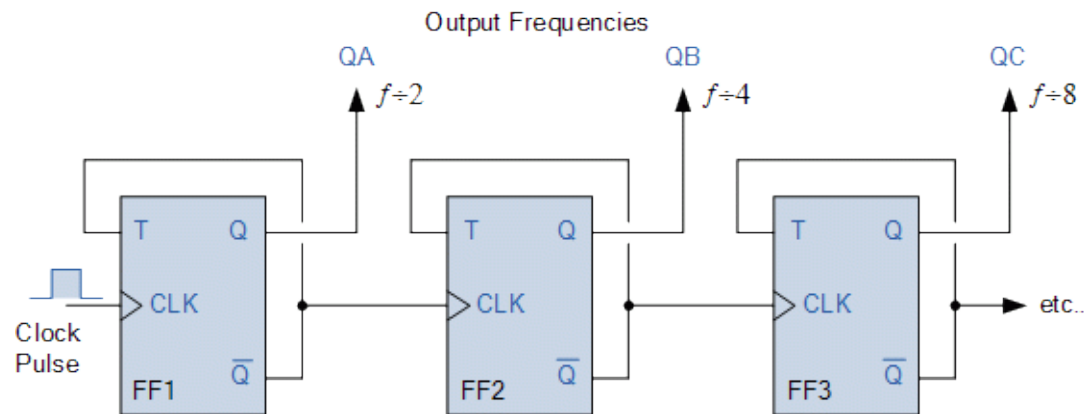 Output Frequencies
QA QB QC
f÷2 f÷4 f÷8
T Q T Q T Q
CLK CLK CLK etc..
Clock
Pulse
Q̅ Q̅ Q̅
FF1 FF2 FF3